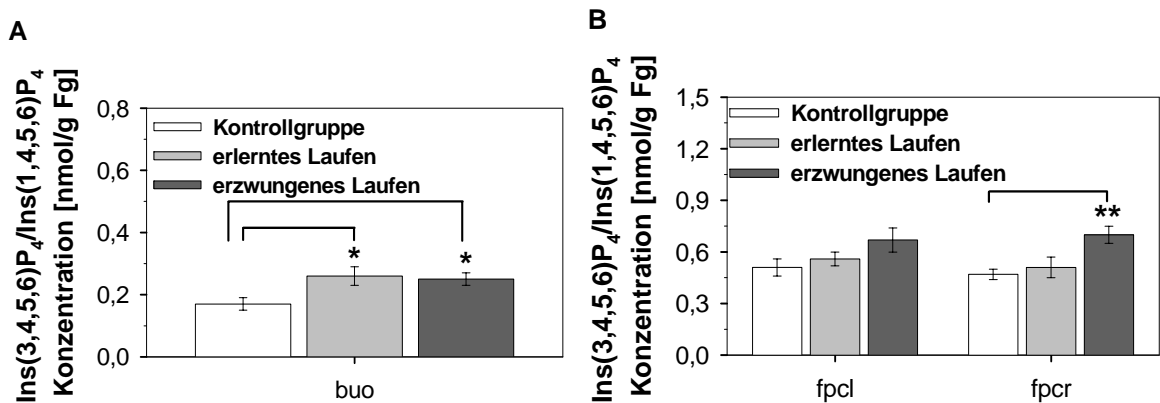 A
Ins(3,4,5,6)P4/Ins(1,4,5,6)P4
Konzentration [nmol/g Fg]
0,8
0,6
0,4
0,2
0,0
Kontrollgruppe
erlerntes Laufen
erzwungenes Laufen
*
*
buo
B
Ins(3,4,5,6)P4/Ins(1,4,5,6)P4
Konzentration [nmol/g Fg]
1,5
1,2
0,9
0,6
0,3
0,0
Kontrollgruppe
erlerntes Laufen
erzwungenes Laufen
**
fpcl
fpcr